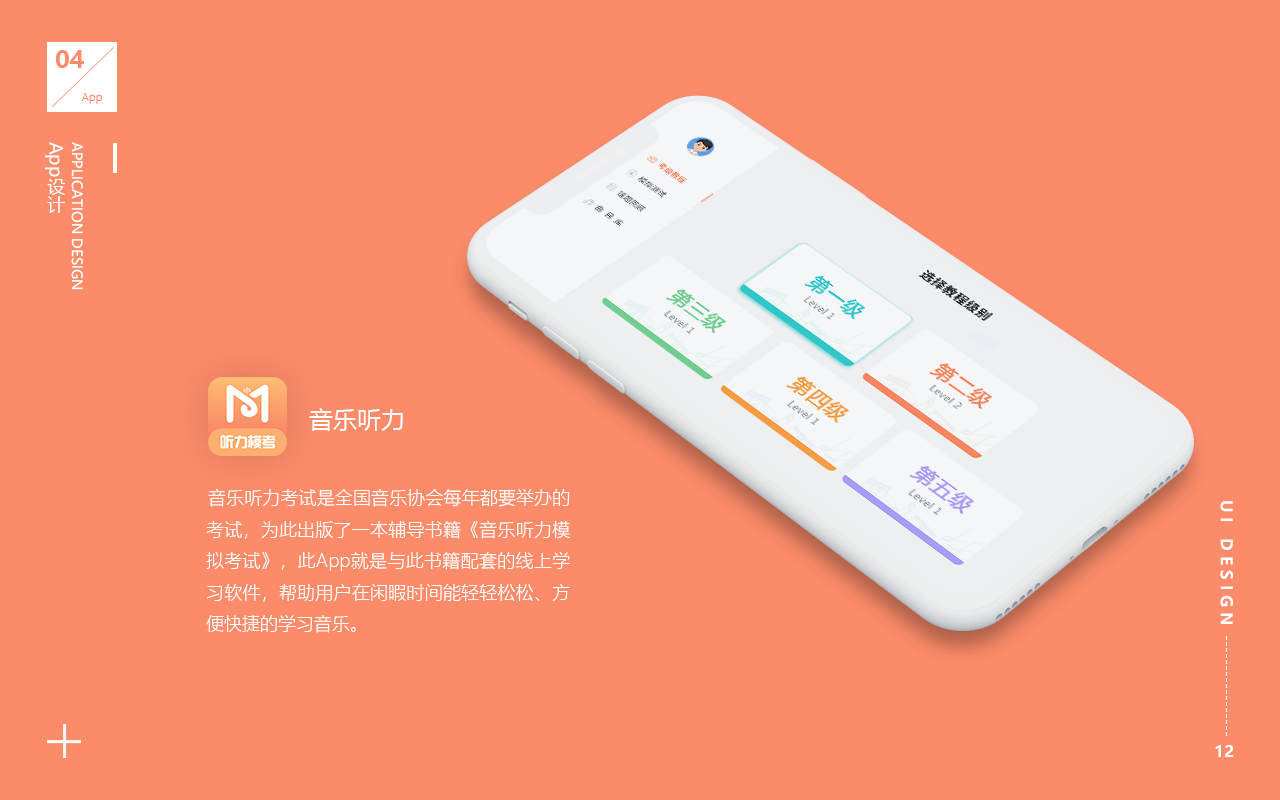 04
App
APPLICATION DESIGN
App设计
考级教程
模拟测试
错题回顾
曲音库
选择教程级别
第一级
Level 1
第二级
Level 2
第三级
Level 1
第四级
Level 1
第五级
Level 1
听力模考
音乐听力
音乐听力考试是全国音乐协会每年都要举办的
考试，为此出版了一本辅导书籍《音乐听力模
拟考试》，此App就是与此书籍配套的线上学
习软件，帮助用户在闲暇时间能轻轻松松、方
便快捷的学习音乐。
UI DESIGN
12